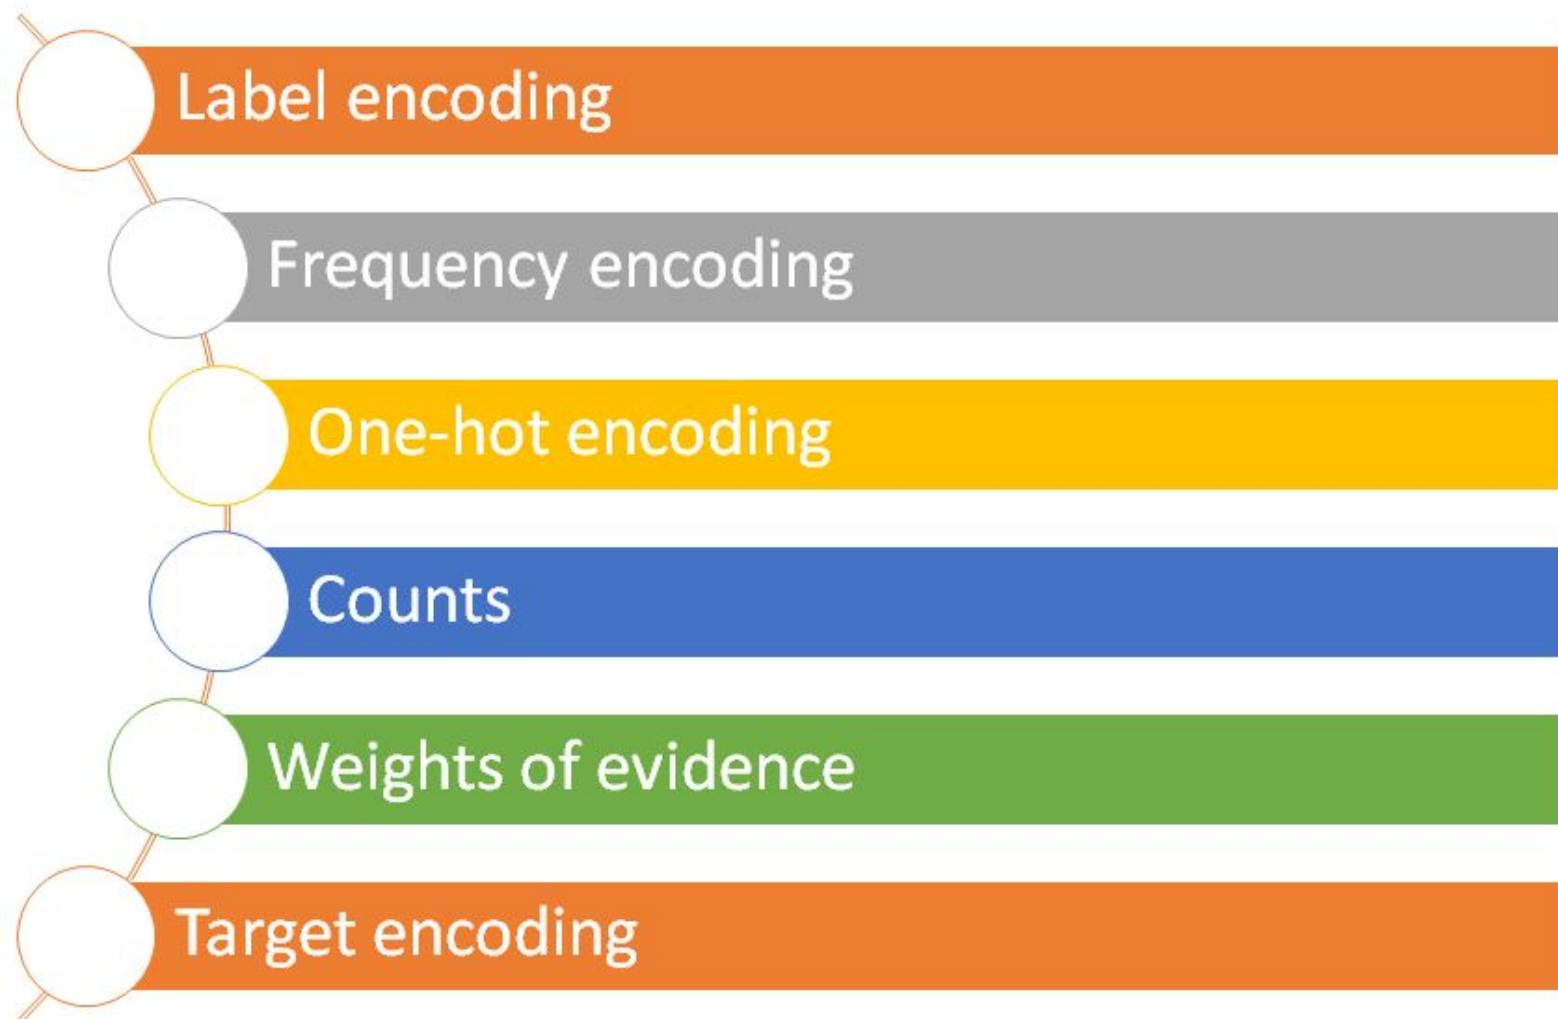 Label encoding
Frequency encoding
One-hot encoding
Counts
Weights of evidence
Target encoding